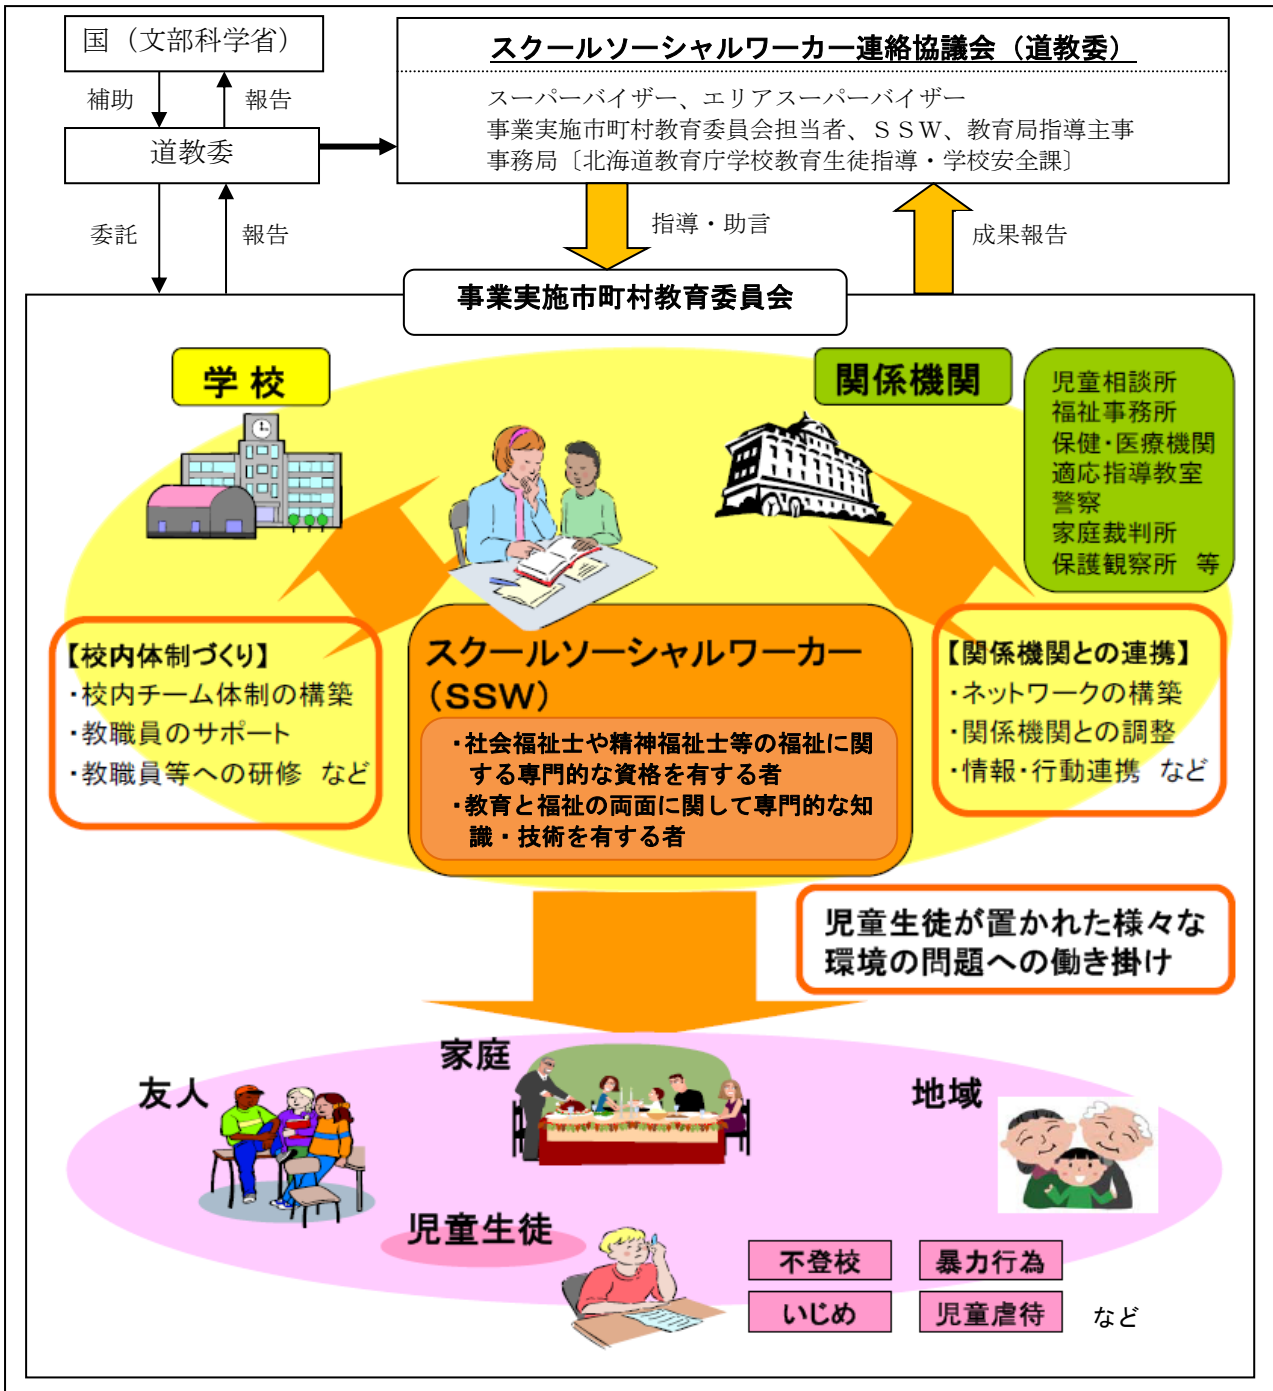 国（文部科学省）
補助
報告
道教委
スクールソーシャルワーカー連絡協議会（道教委）
スーパーバイザー、エリアスーパーバイザー
事業実施市町村教育委員会担当者、ＳＳＷ、教育局指導主事
事務局〔北海道教育庁学校教育生徒指導・学校安全課〕
委託
報告
指導・助言
成果報告
事業実施市町村教育委員会
学校
関係機関
児童相談所
福祉事務所
保健・医療機関
適応指導教室
警察
家庭裁判所
保護観察所　等
【校内体制づくり】
・校内チーム体制の構築
・教職員のサポート
・教職員等への研修　など
スクールソーシャルワーカー
（SSW）
・社会福祉士や精神福祉士等の福祉に関
する専門的な資格を有する者
・教育と福祉の両面に関して専門的な知
識・技術を有する者
【関係機関との連携】
・ネットワークの構築
・関係機関との調整
・情報・行動連携　など
児童生徒が置かれた様々な
環境の問題への働き掛け
家庭
友人
地域
児童生徒
不登校
暴力行為
いじめ
児童虐待
など